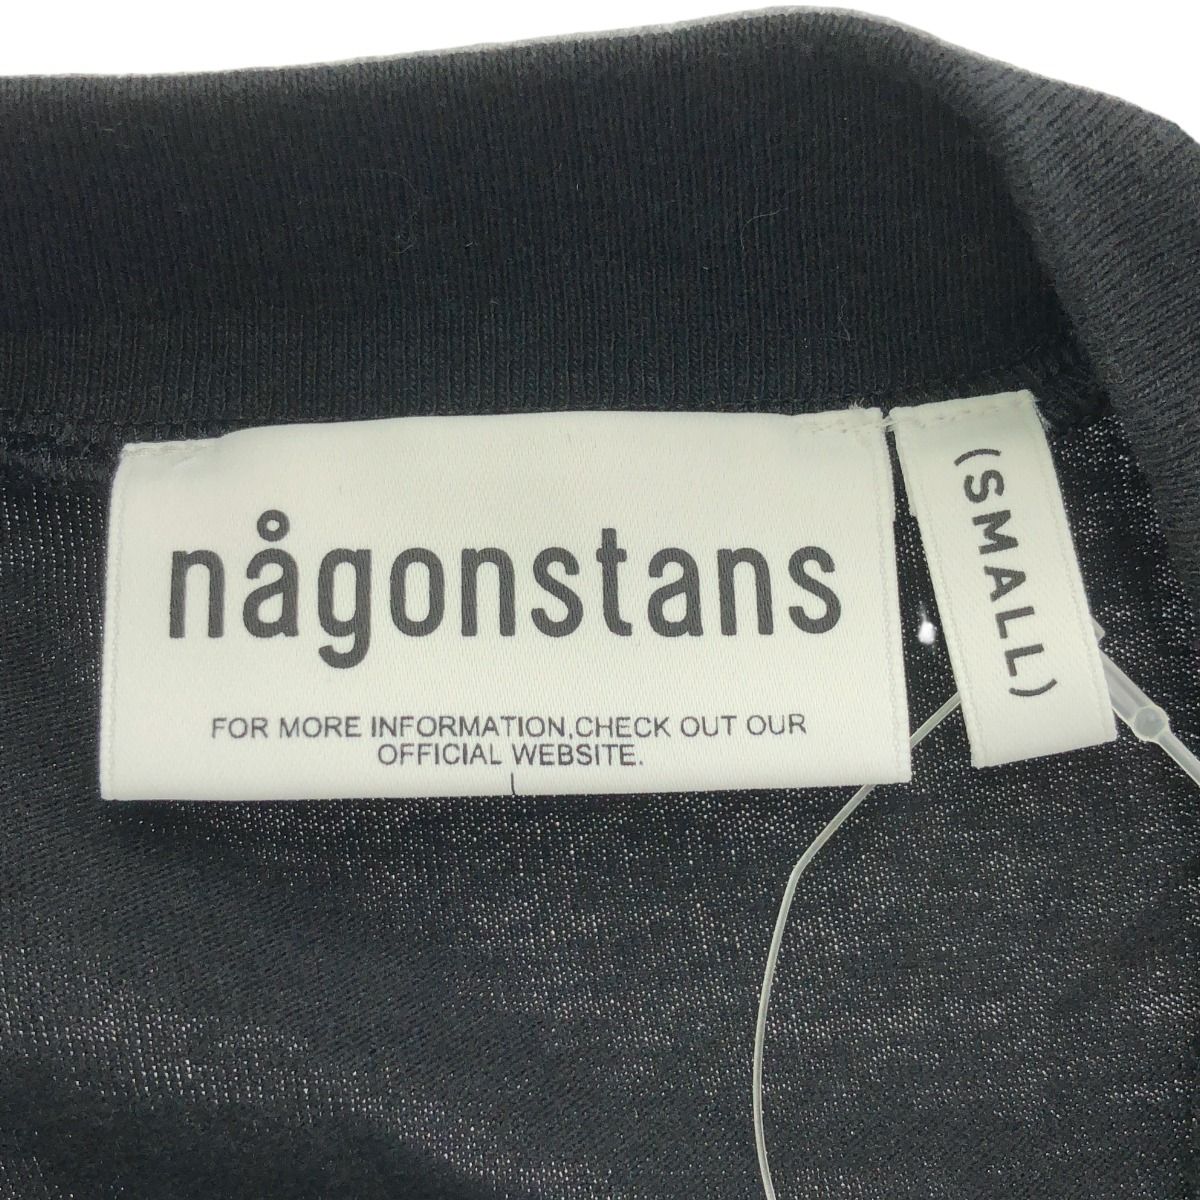 någonstans
FOR MORE INFORMATION,CHECK OUT OUR
OFFICIAL WEBSITE.
(SMALL)